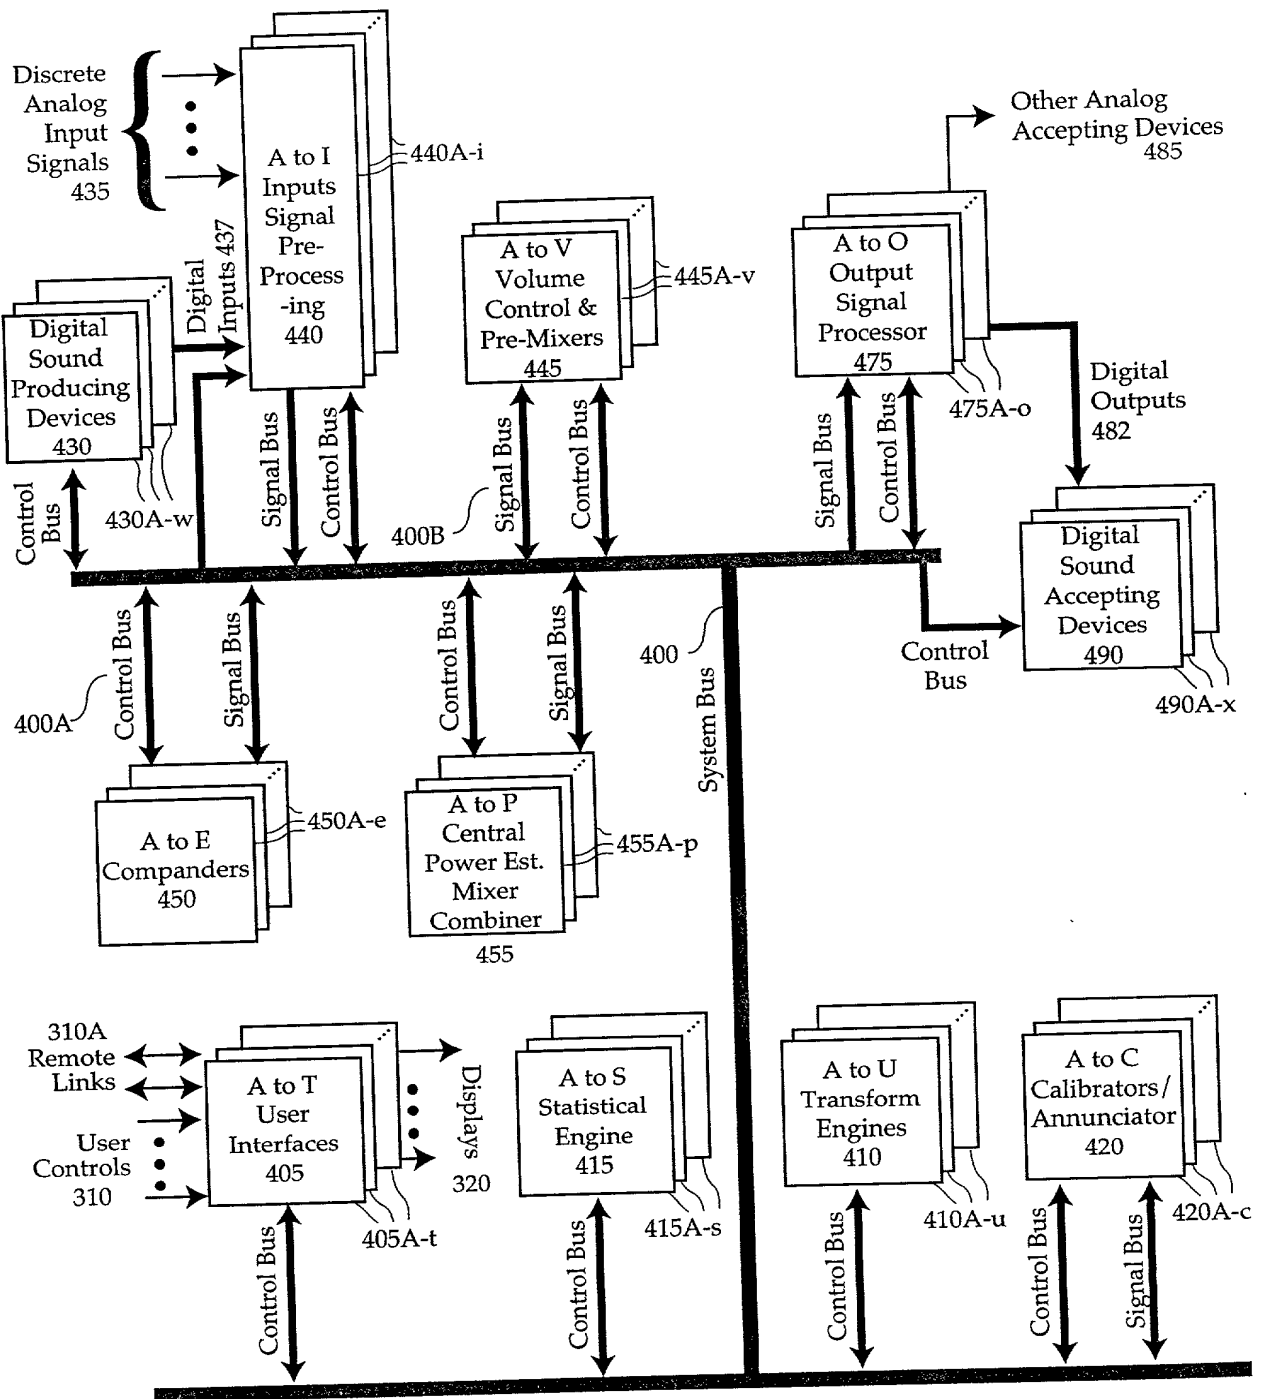 Discrete
Analog
Input
Signals
435
A to I
Inputs
Signal
Pre-
Process
-ing
440
440A-i
Digital
Inputs 437
Digital
Sound
Producing
Devices
430
430A-w
Control
Bus
Signal Bus
Control Bus
A to V
Volume
Control &
Pre-Mixers
445
445A-v
400B
Signal Bus
Control Bus
A to O
Output
Signal
Processor
475
475A-o
Other Analog
Accepting Devices
485
Signal Bus
Control Bus
Digital
Outputs
482
Digital
Sound
Accepting
Devices
490
490A-x
Control
Bus
400A
Control Bus
Signal Bus
A to E
Companders
450
450A-e
Control Bus
Signal Bus
A to P
Central
Power Est.
Mixer
Combiner
455
455A-p
400
System Bus
310A
Remote
Links
User
Controls
310
A to T
User
Interfaces
405
405A-t
Displays
320
Control Bus
A to S
Statistical
Engine
415
415A-s
Control Bus
A to U
Transform
Engines
410
410A-u
Control Bus
A to C
Calibrators/
Annunciator
420
420A-c
Control Bus
Signal Bus